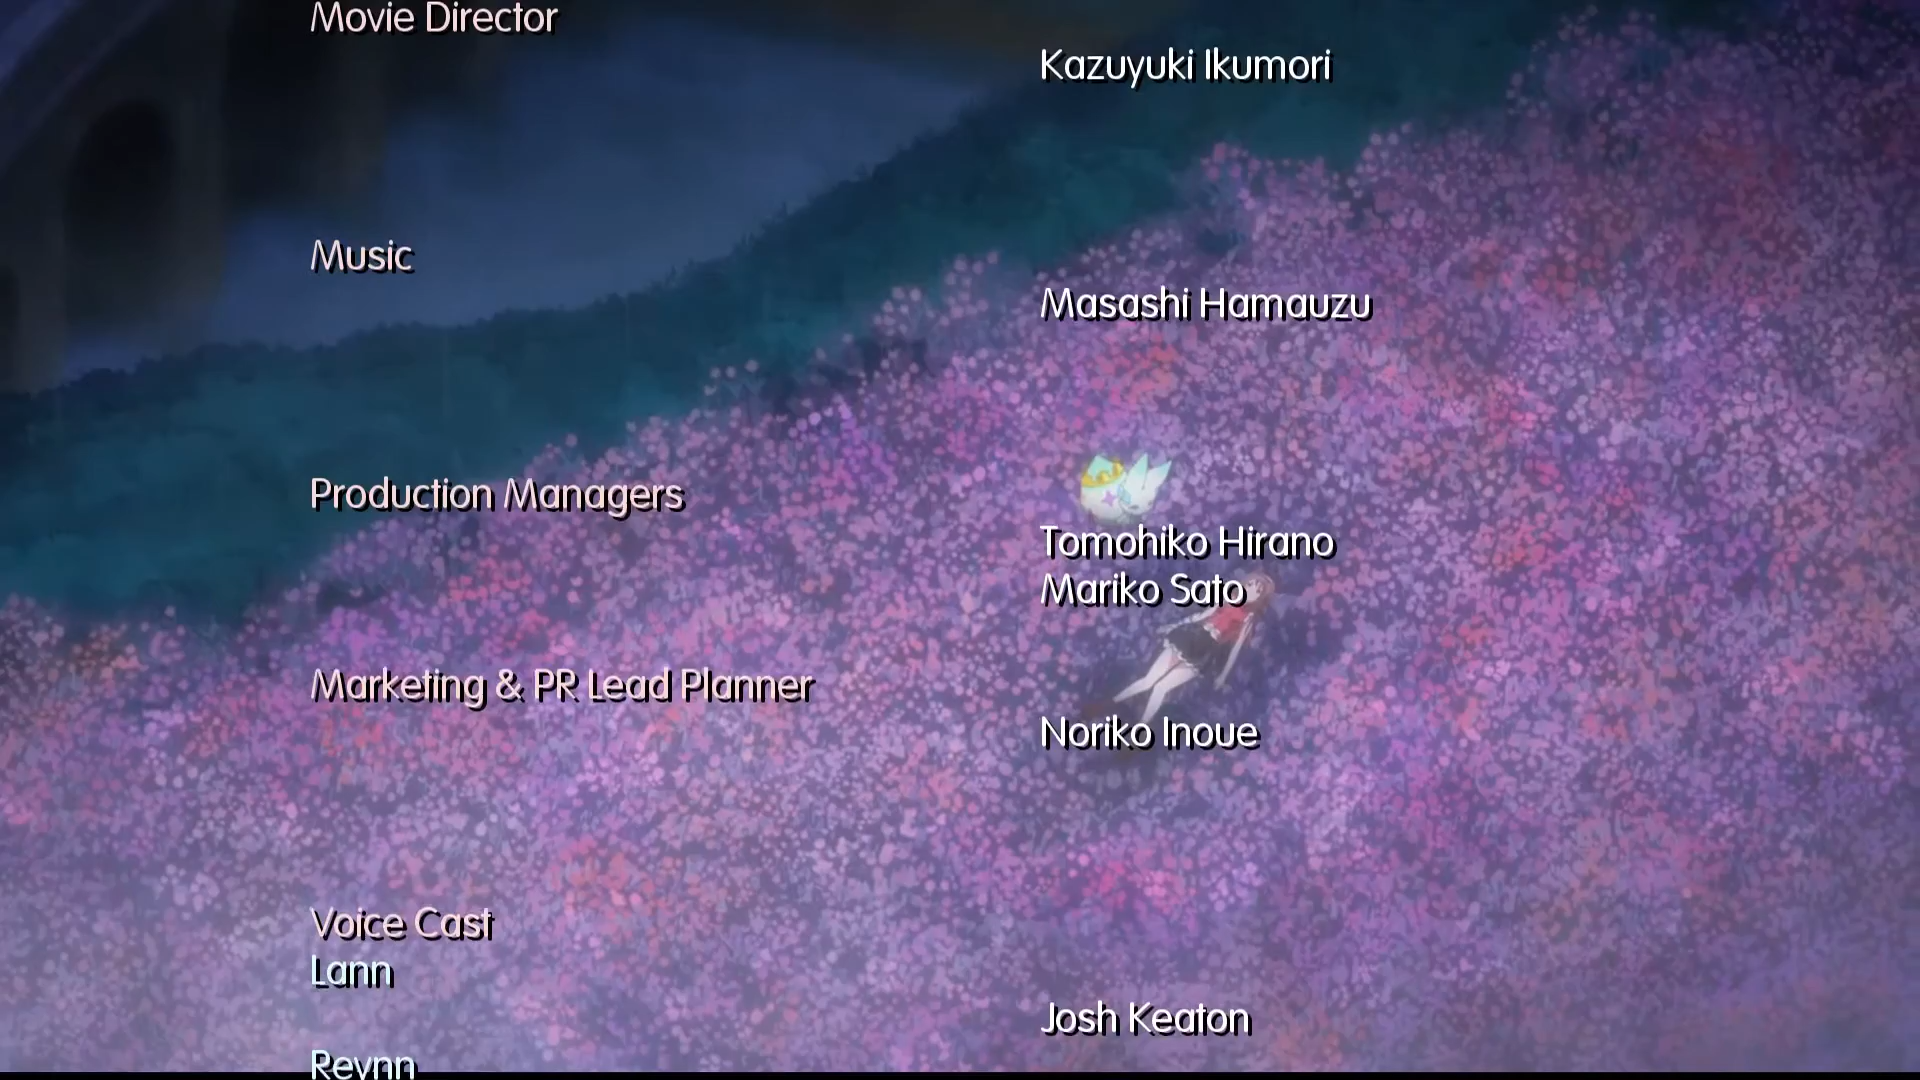 Movie Director
Kazuyuki Ikumori
Music
Masashi Hamauzu
Production Managers
Tomohiko Hirano
Mariko Sato
Marketing & PR Lead Planner
Noriko Inoue
Voice Cast
Lann
Josh Keaton
Reynn